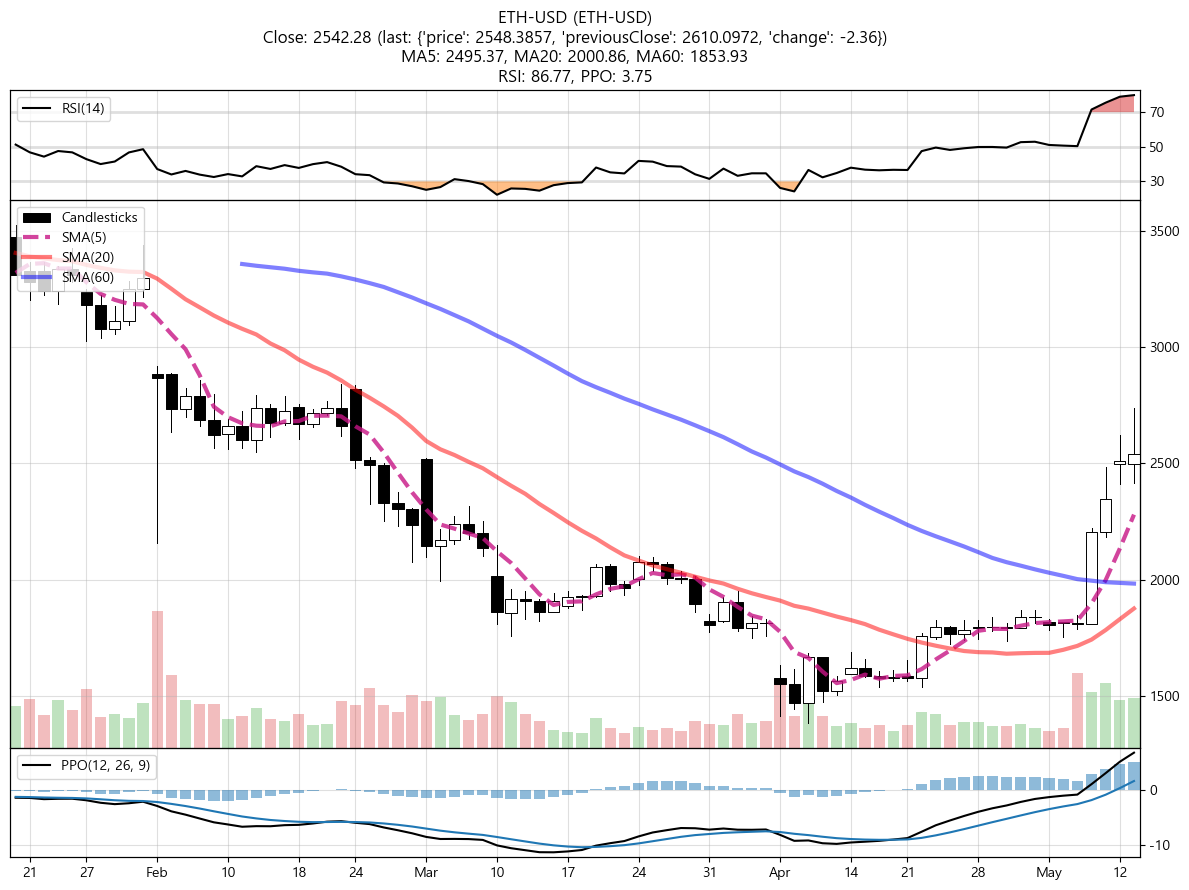 ETH-USD (ETH-USD)
Close: 2542.28 (last: {'price': 2548.3857, 'previousClose': 2610.0972, 'change': -2.36})
MA5: 2495.37, MA20: 2000.86, MA60: 1853.93
RSI: 86.77, PPO: 3.75
RSI(14)
70
50
30
Candlesticks
SMA(5)
SMA(20)
SMA(60)
3500
3000
2500
2000
1500
PPO(12, 26, 9)
0
-10
21 27 Feb 10 18 24 Mar 10 17 24 31 Apr 14 21 28 May 12